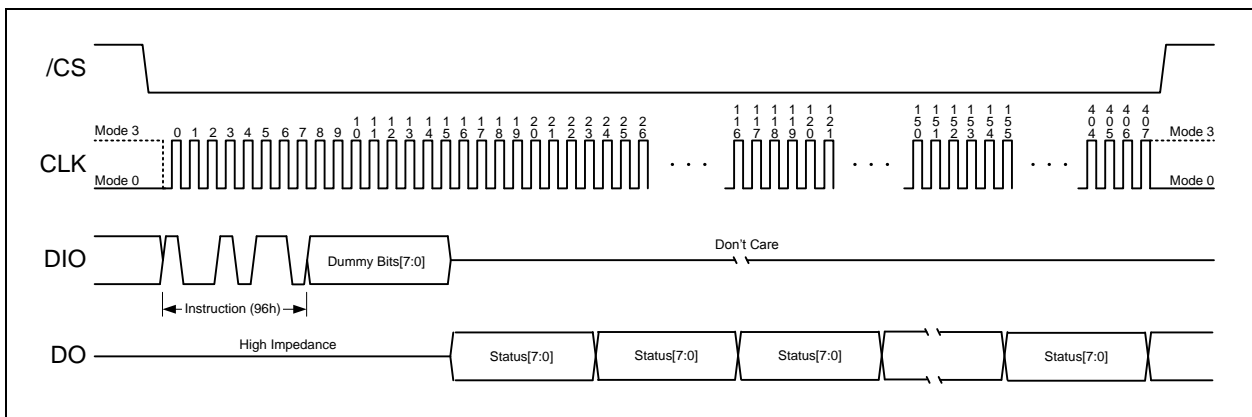 /CS
Mode 3
0 1 2 3 4 5 6 7 8 9 10 11 12 13 14 15 16 17 18 19 20 21 22 23 24 25 26 116 117 118 119 120 121 150 151 152 153 154 155 404 405 406 407
Mode 3
CLK
. . . . . . . . .
Mode 0
Mode 0
DIO
Dummy Bits[7:0]
Don't Care
Instruction (96h)
DO
High Impedance
Status[7:0]
Status[7:0]
Status[7:0]
Status[7:0]